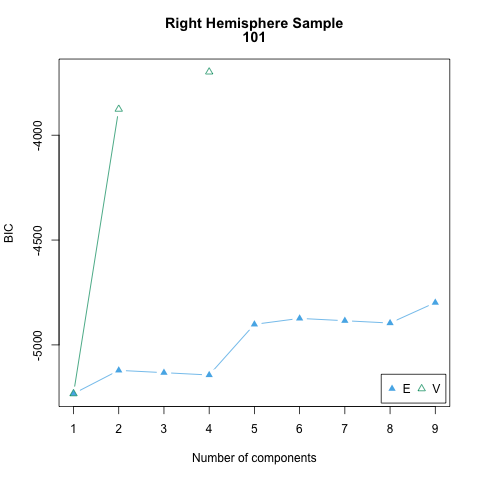 Right Hemisphere Sample
101
BIC
-4000
-4500
-5000
E V
1 2 3 4 5 6 7 8 9
Number of components